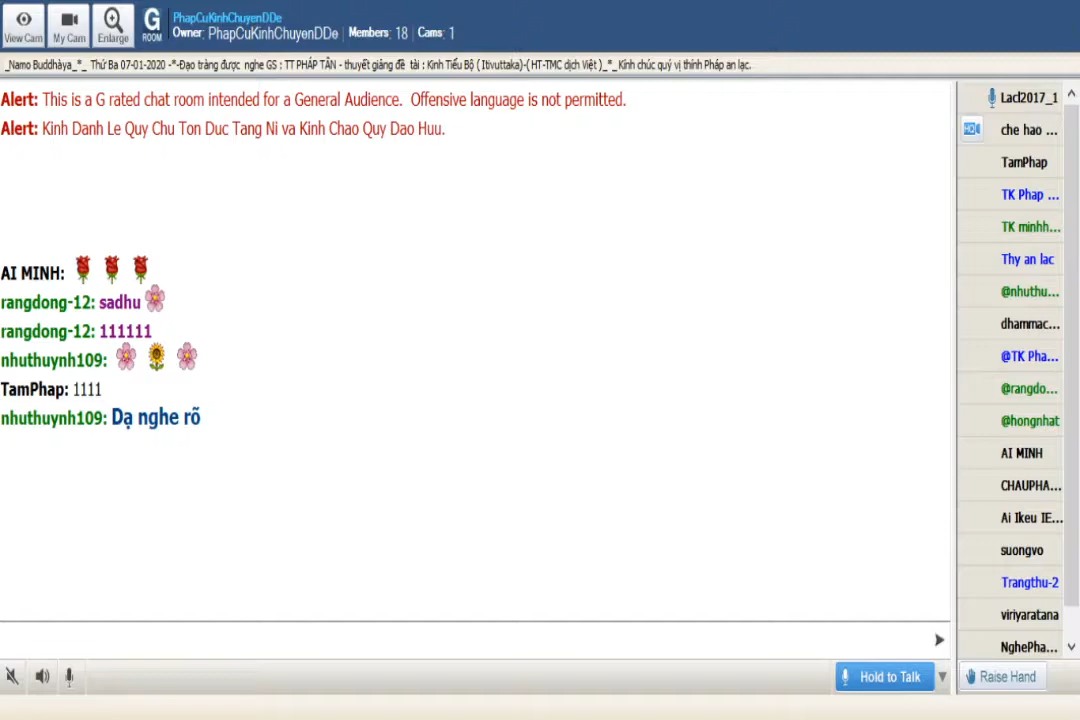 View Cam
My Cam
Enlarge
G
ROOM
PhapCuKinhChuyenDDe
Owner: PhapCuKinhChuyenDDe | Members: 18 | Cams: 1
_Namo Buddhàya_*_ Thứ Ba 07-01-2020 -*-Đạo tràng được nghe GS : TT PHÁP TÂN - thuyết giảng đề tài : Kinh Tiểu Bộ ( Itivuttaka)-( HT-TMC dịch Việt )_*_Kính chúc quý vị thính Pháp an lạc.
Alert: This is a G rated chat room intended for a General Audience. Offensive language is not permitted.
Alert: Kinh Danh Le Quy Chu Ton Duc Tang Ni va Kinh Chao Quy Dao Huu.
AI MINH:
rangdong-12: sadhu
rangdong-12: 111111
nhuthuynh109:
TamPhap: 1111
nhuthuynh109: Dạ nghe rõ
Lacl2017_1
HD
che hao ...
TamPhap
TK Phap ...
TK minhh...
Thy an lac
@nhuthu...
dhammac...
@TK Pha...
@rangdo...
@hongnhat
AI MINH
CHAUPHA...
Ai Ikeu IE...
suongvo
Trangthu-2
viriyaratana
NghePha...
Hold to Talk
Raise Hand